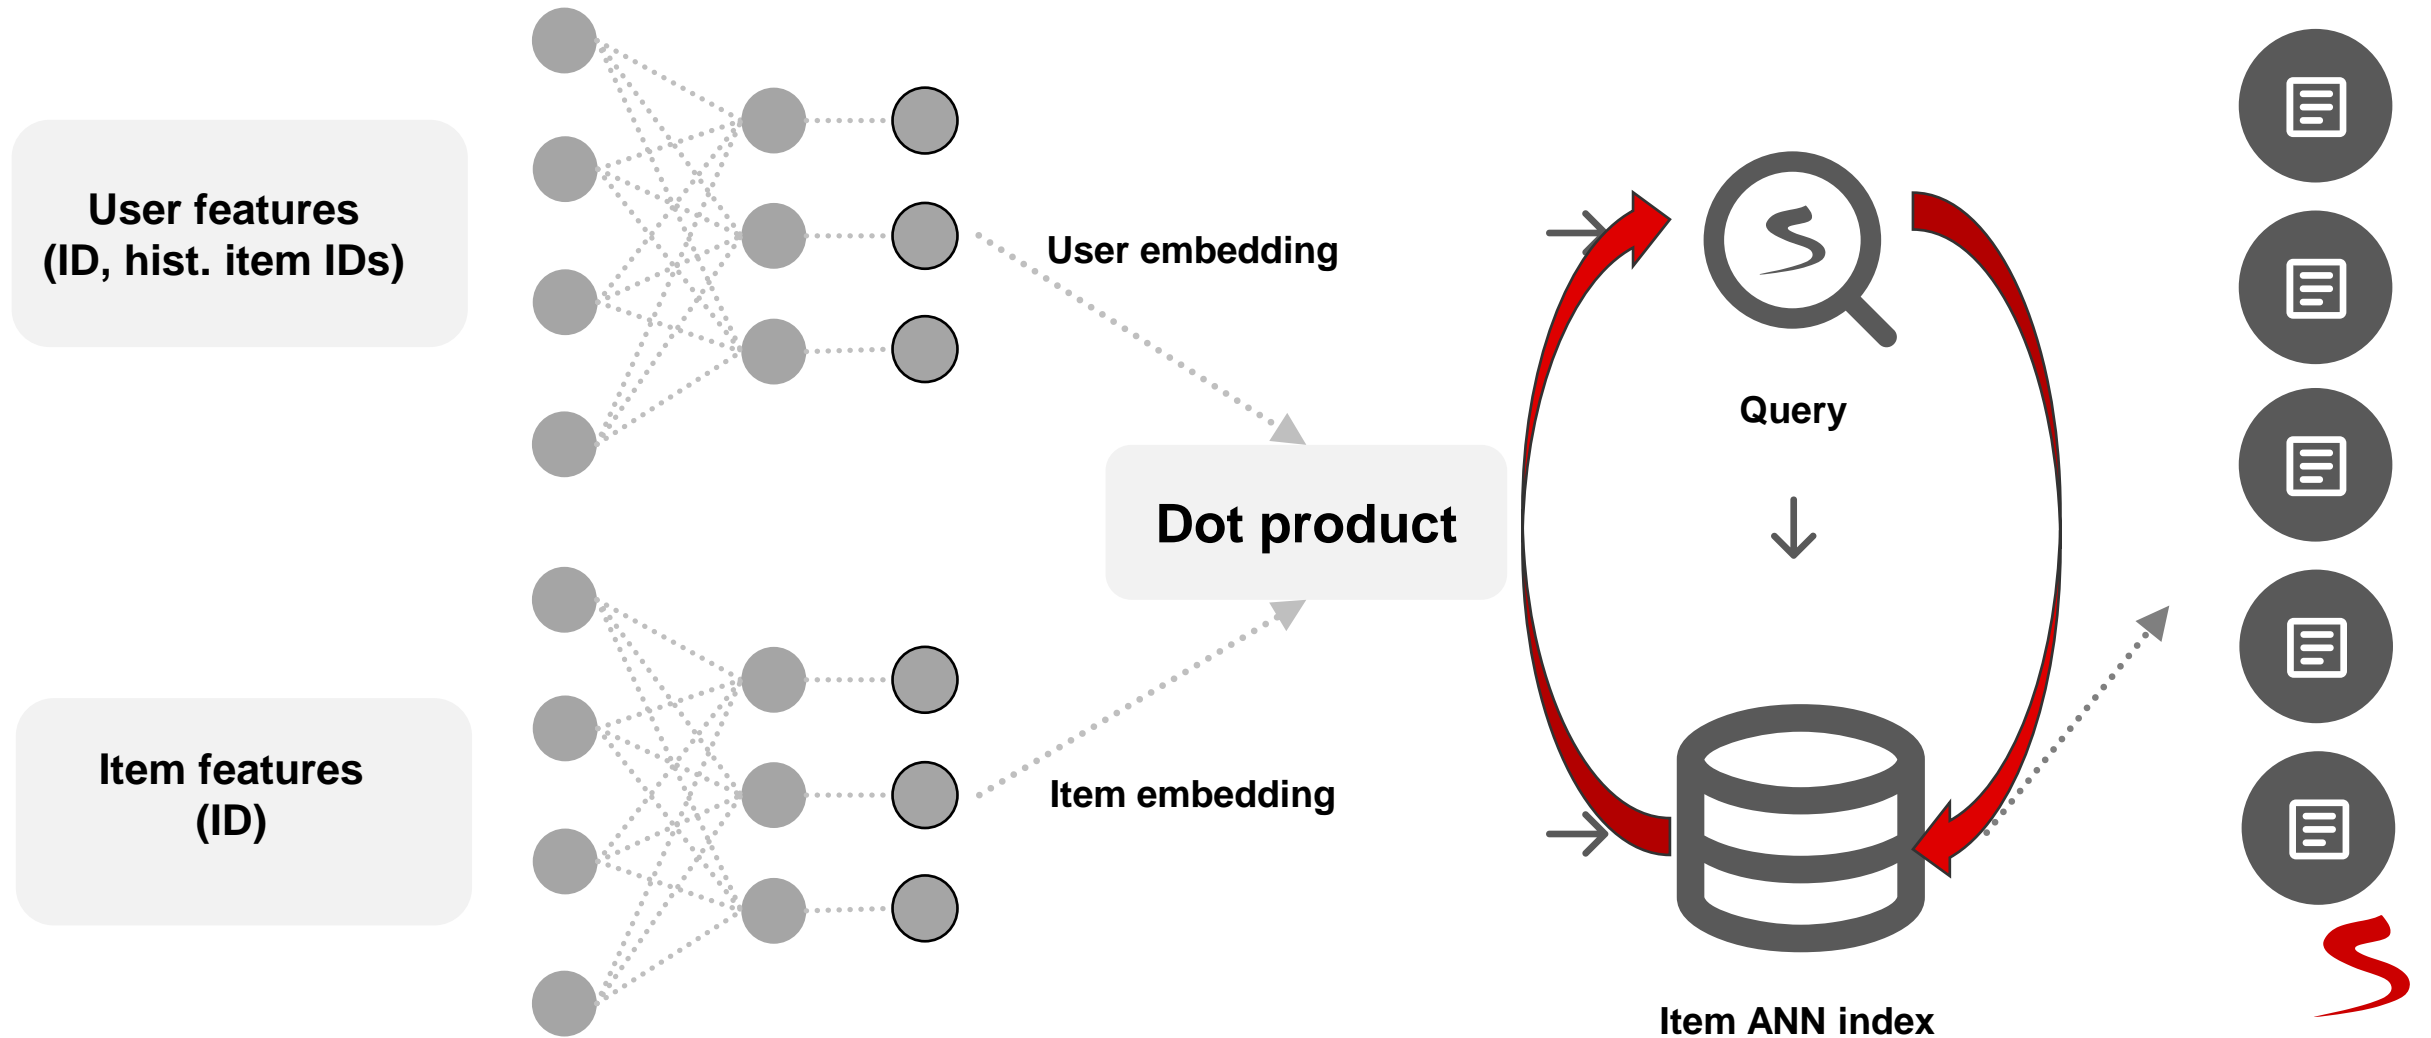 User features
(ID, hist. item IDs)
User embedding
Query
Dot product
Item features
(ID)
Item embedding
Item ANN index